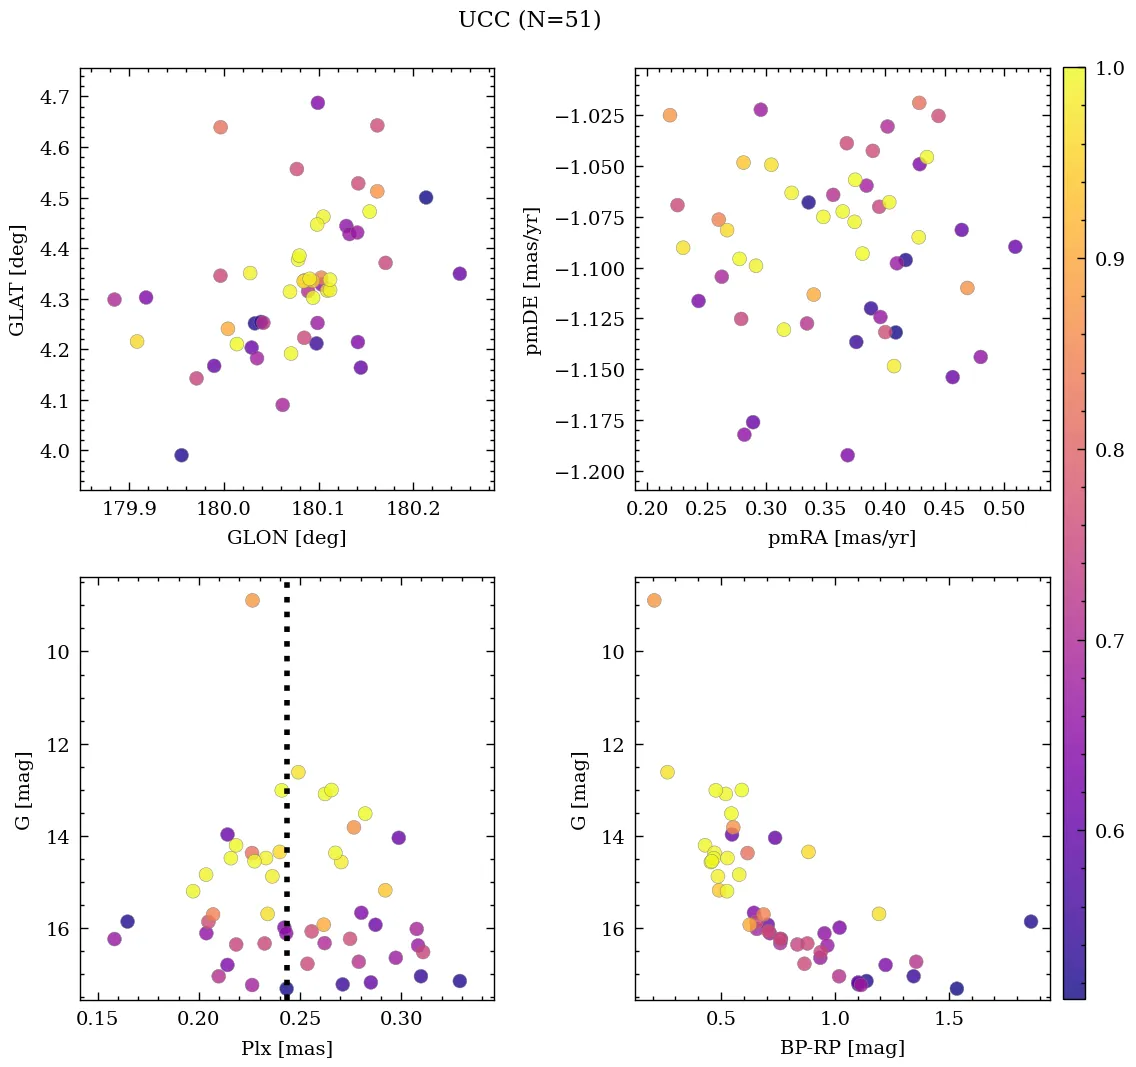 UCC (N=51)
4.7
4.6
4.5
4.4
4.3
4.2
4.1
4.0
GLAT [deg]
179.9 180.0 180.1 180.2
GLON [deg]
−1.025
−1.050
−1.075
−1.100
−1.125
−1.150
−1.175
−1.200
pmDE [mas/yr]
0.20 0.25 0.30 0.35 0.40 0.45 0.50
pmRA [mas/yr]
1.0
0.9
0.8
0.7
0.6
10
12
14
16
G [mag]
0.15 0.20 0.25 0.30
Plx [mas]
10
12
14
16
G [mag]
0.5 1.0 1.5
BP-RP [mag]